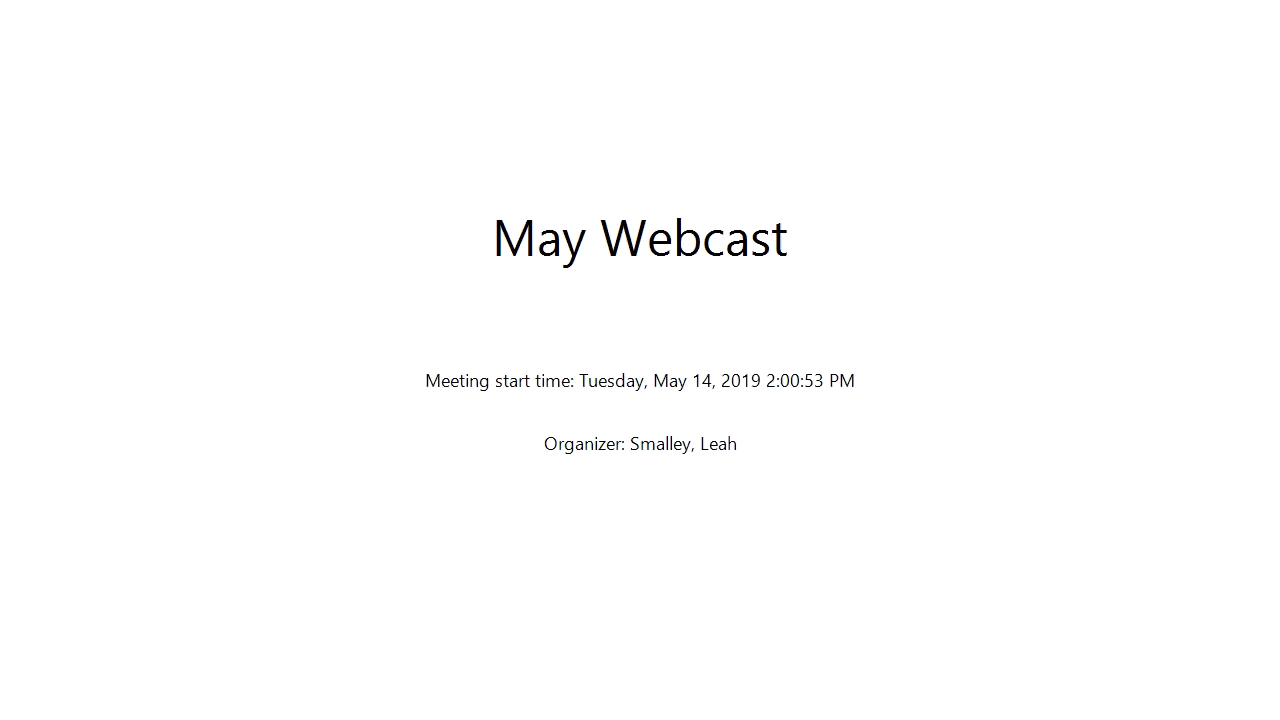 May Webcast
Meeting start time: Tuesday, May 14, 2019 2:00:53 PM
Organizer: Smalley, Leah